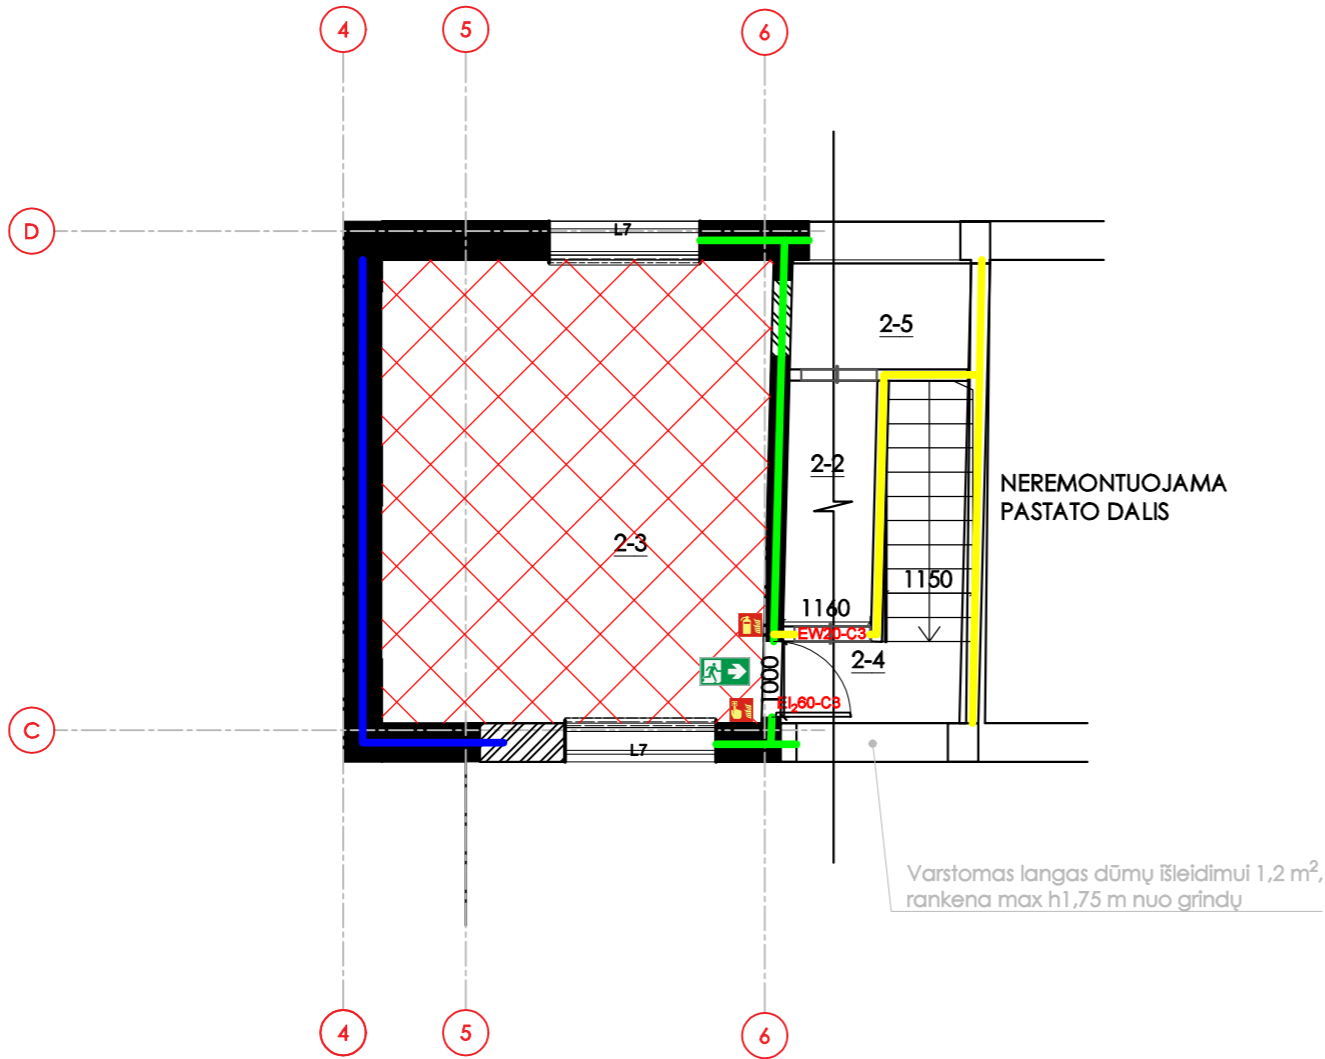 4
5
6
D
L7
2-5
2-2
NEREMONTUOJAMA
PASTATO DALIS
2-3
1150
1160
EW20-C3
2-4
1000
EI₂60-C3
C
L7
Varstomas langas dūmų išleidimui 1,2 m²,
rankena max h1,75 m nuo grindų
4
5
6